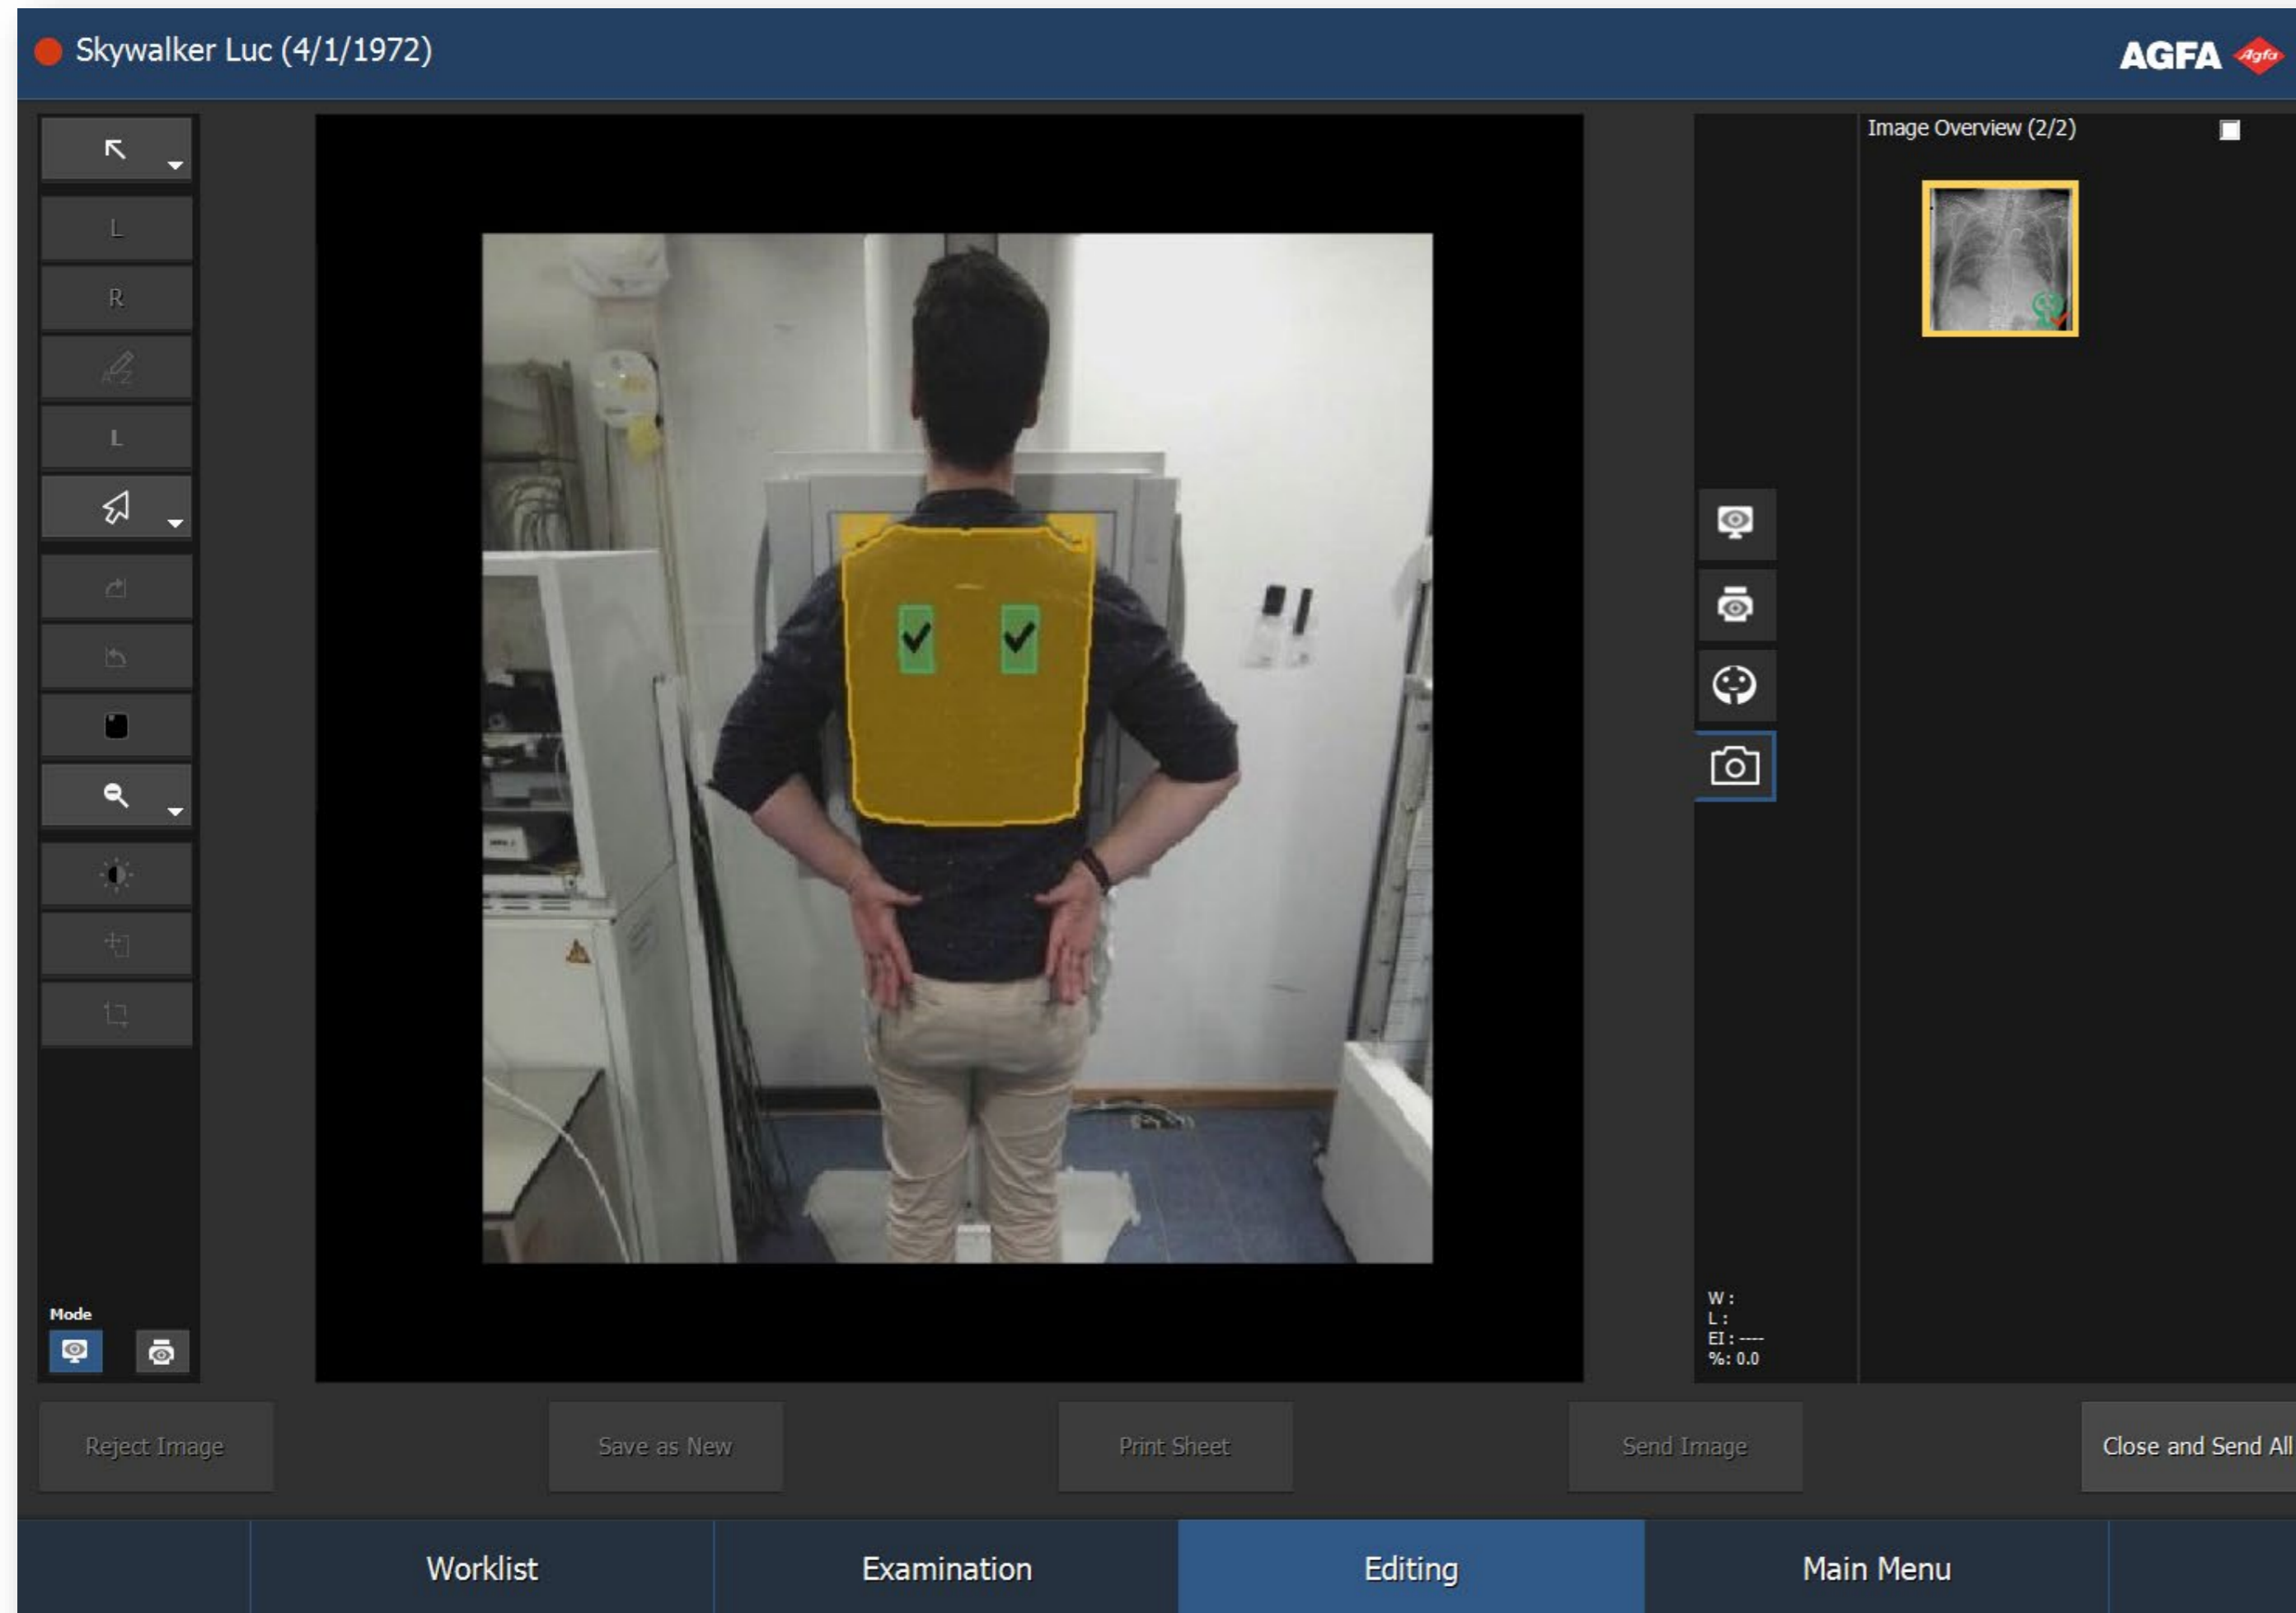 Skywalker Luc (4/1/1972)
AGFA
Agfa
Image Overview (2/2)
L
R
A-Z
L
Mode
W :
L :
EI : ----
%: 0.0
Reject Image
Save as New
Print Sheet
Send Image
Close and Send All
Worklist
Examination
Editing
Main Menu